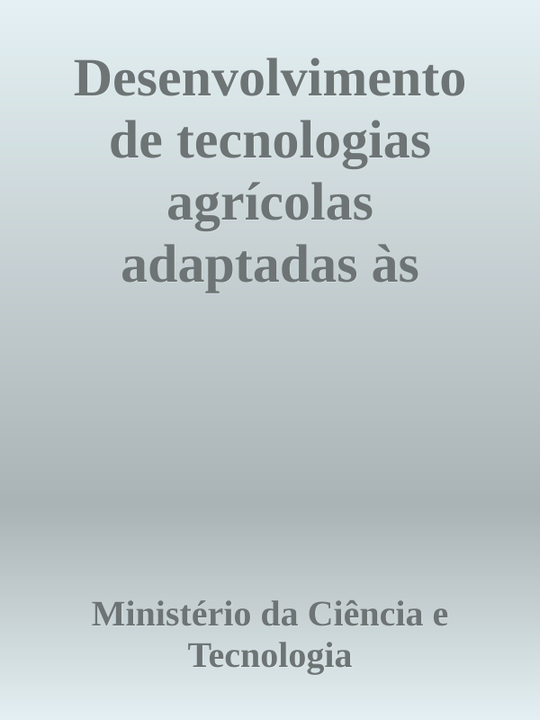 Desenvolvimento
de tecnologias
agrícolas
adaptadas às
Ministério da Ciência e
Tecnologia